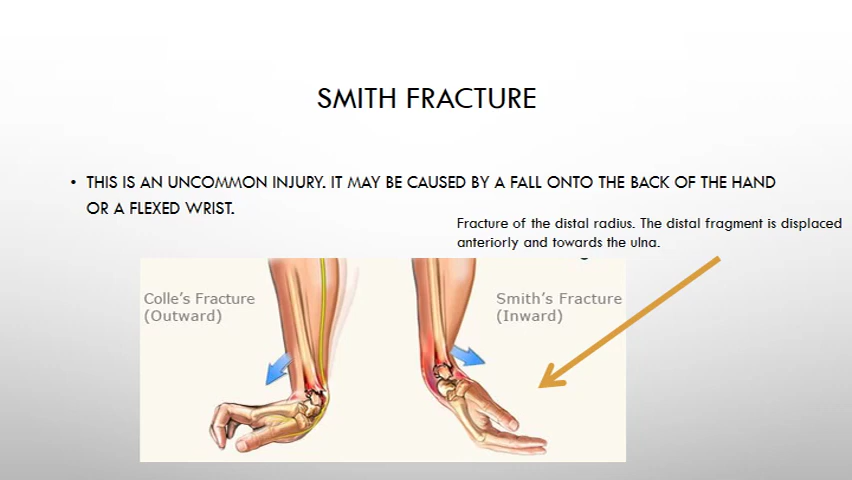 SMITH FRACTURE
• THIS IS AN UNCOMMON INJURY. IT MAY BE CAUSED BY A FALL ONTO THE BACK OF THE HAND
OR A FLEXED WRIST.
Fracture of the distal radius. The distal fragment is displaced
anteriorly and towards the ulna.
Colle's Fracture
(Outward)
Smith's Fracture
(Inward)